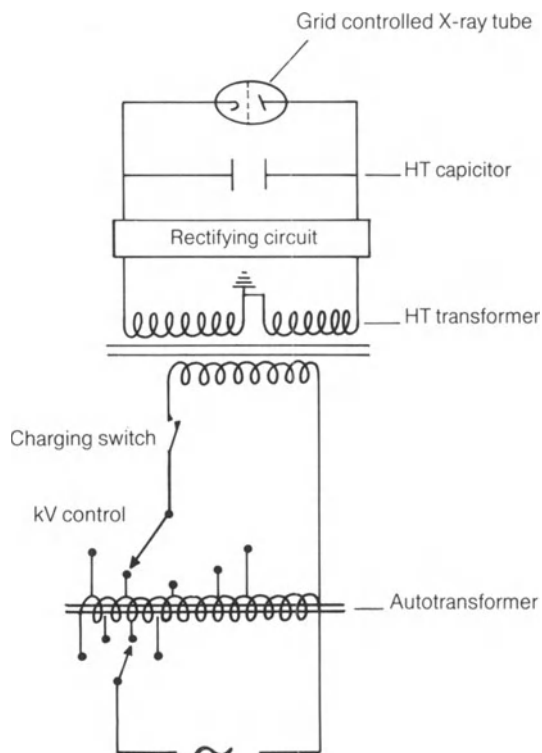 Grid controlled X-ray tube
HT capicitor
Rectifying circuit
HT transformer
Charging switch
kV control
Autotransformer